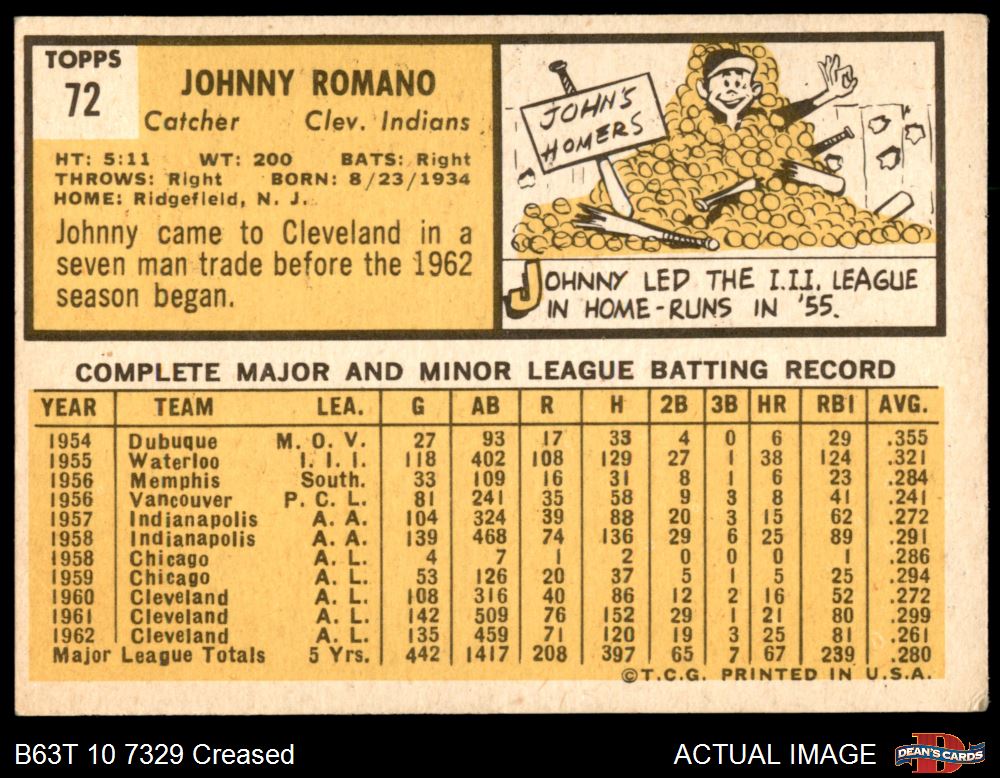 TOPPS
72
JOHNNY ROMANO
Catcher Clev. Indians
HT: 5:11 WT: 200 BATS: Right
THROWS: Right BORN: 8/23/1934
HOME: Ridgefield, N. J.
Johnny came to Cleveland in a
seven man trade before the 1962
season began.
JOHN'S
HOMERS
JOHNNY LED THE I.I.I. LEAGUE
IN HOME-RUNS IN '55.
COMPLETE MAJOR AND MINOR LEAGUE BATTING RECORD
YEAR TEAM LEA. G AB R H 2B 3B HR RBI AVG.
1954 Dubuque M. O. V. 27 93 17 33 4 0 6 29 .355
1955 Waterloo I. I. I. 118 402 108 129 27 1 38 124 .321
1956 Memphis South. 33 109 16 31 8 1 6 23 .284
1956 Vancouver P. C. L. 81 241 35 58 9 3 8 41 .241
1957 Indianapolis A. A. 104 324 39 88 20 3 15 62 .272
1958 Indianapolis A. A. 139 468 74 136 29 6 25 89 .291
1958 Chicago A. L. 4 7 1 2 0 0 0 1 .286
1959 Chicago A. L. 53 126 20 37 5 1 5 25 .294
1960 Cleveland A. L. 108 316 40 86 12 2 16 52 .272
1961 Cleveland A. L. 142 509 76 152 29 1 21 80 .299
1962 Cleveland A. L. 135 459 71 120 19 3 25 81 .261
Major League Totals 5 Yrs. 442 1417 208 397 65 7 67 239 .280
©T.C.G. PRINTED IN U.S.A.
B63T 10 7329 Creased ACTUAL IMAGE
DEAN'S CARDS